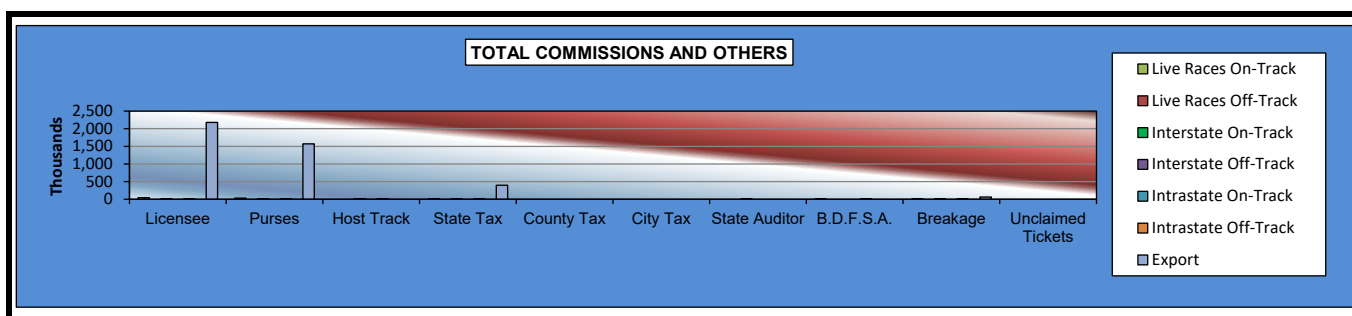 TOTAL COMMISSIONS AND OTHERS
Thousands
2,500
2,000
1,500
1,000
500
0
Licensee Purses Host Track State Tax County Tax City Tax State Auditor B.D.F.S.A. Breakage Unclaimed
Tickets
Live Races On-Track
Live Races Off-Track
Interstate On-Track
Interstate Off-Track
Intrastate On-Track
Intrastate Off-Track
Export